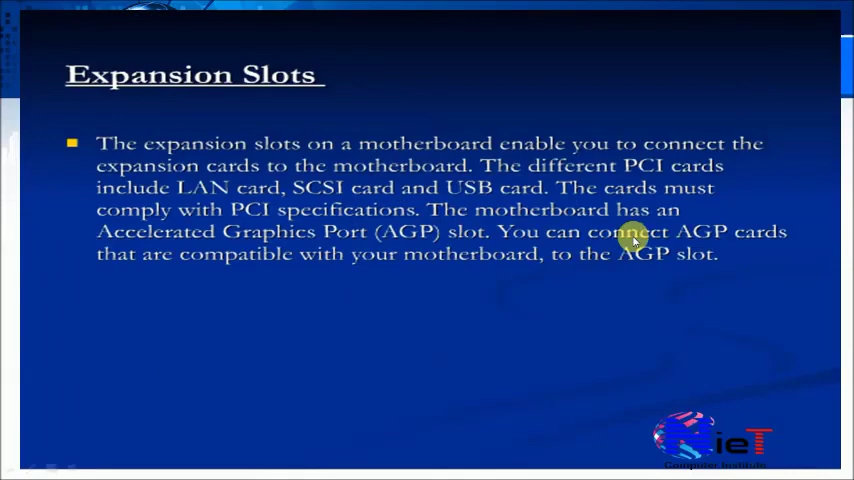 Expansion Slots
The expansion slots on a motherboard enable you to connect the
expansion cards to the motherboard. The different PCI cards
include LAN card, SCSI card and USB card. The cards must
comply with PCI specifications. The motherboard has an
Accelerated Graphics Port (AGP) slot. You can connect AGP cards
that are compatible with your motherboard, to the AGP slot.
NieT
Computer Institute